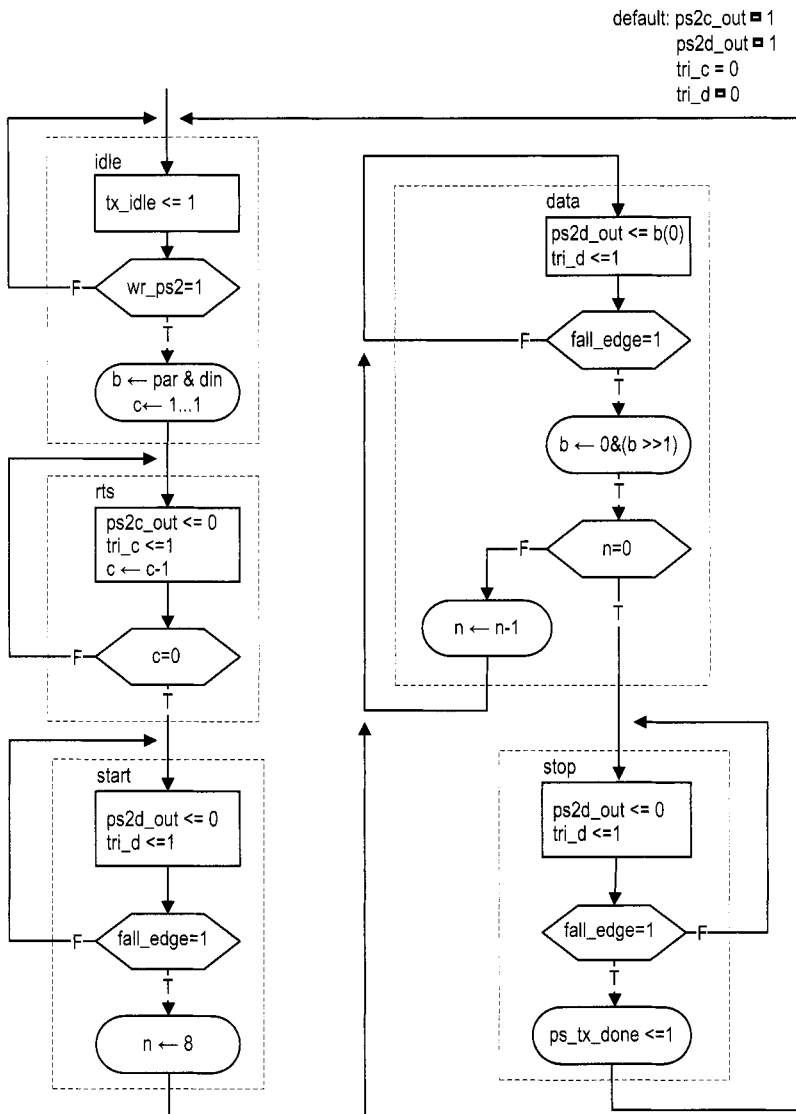 default: ps2c_out = 1
ps2d_out = 1
tri_c = 0
tri_d = 0
idle
tx_idle <= 1
wr_ps2=1
F
T
b ← par & din
c← 1...1
rts
ps2c_out <= 0
tri_c <=1
c ← c-1
c=0
F
T
start
ps2d_out <= 0
tri_d <=1
fall_edge=1
F
T
n ← 8
data
ps2d_out <= b(0)
tri_d <=1
fall_edge=1
F
T
b ← 0&(b >>1)
T
n=0
F
T
n ← n-1
stop
ps2d_out <= 0
tri_d <=1
fall_edge=1
F
T
ps_tx_done <=1